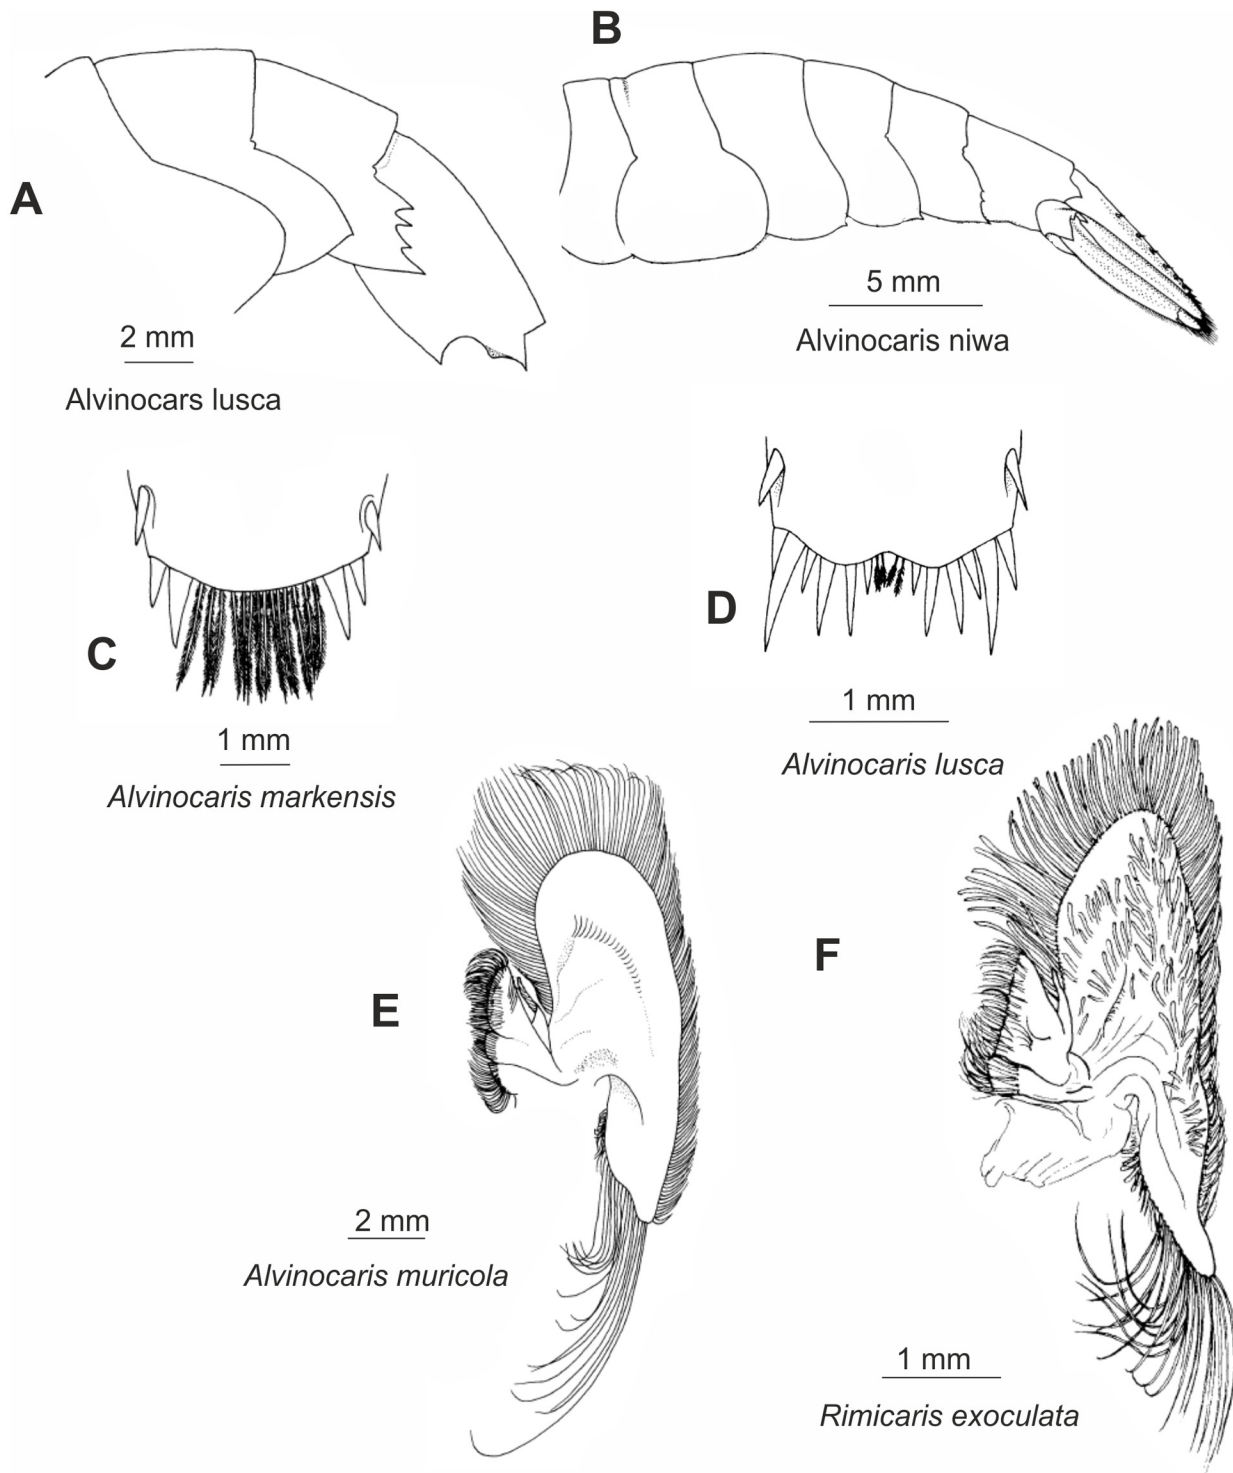 B
A
5 mm
2 mm
Alvinocaris niwa
Alvinocars lusca
D
C
1 mm
1 mm
Alvinocaris lusca
Alvinocaris markensis
F
E
2 mm
Alvinocaris muricola
1 mm
Rimicaris exoculata